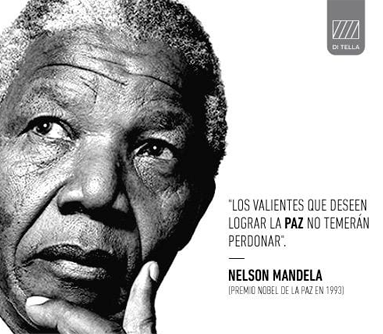 DI TELLA
"LOS VALIENTES QUE DESEEN
LOGRAR LA PAZ NO TEMERÁN
PERDONAR".
NELSON MANDELA
(PREMIO NOBEL DE LA PAZ EN 1993)